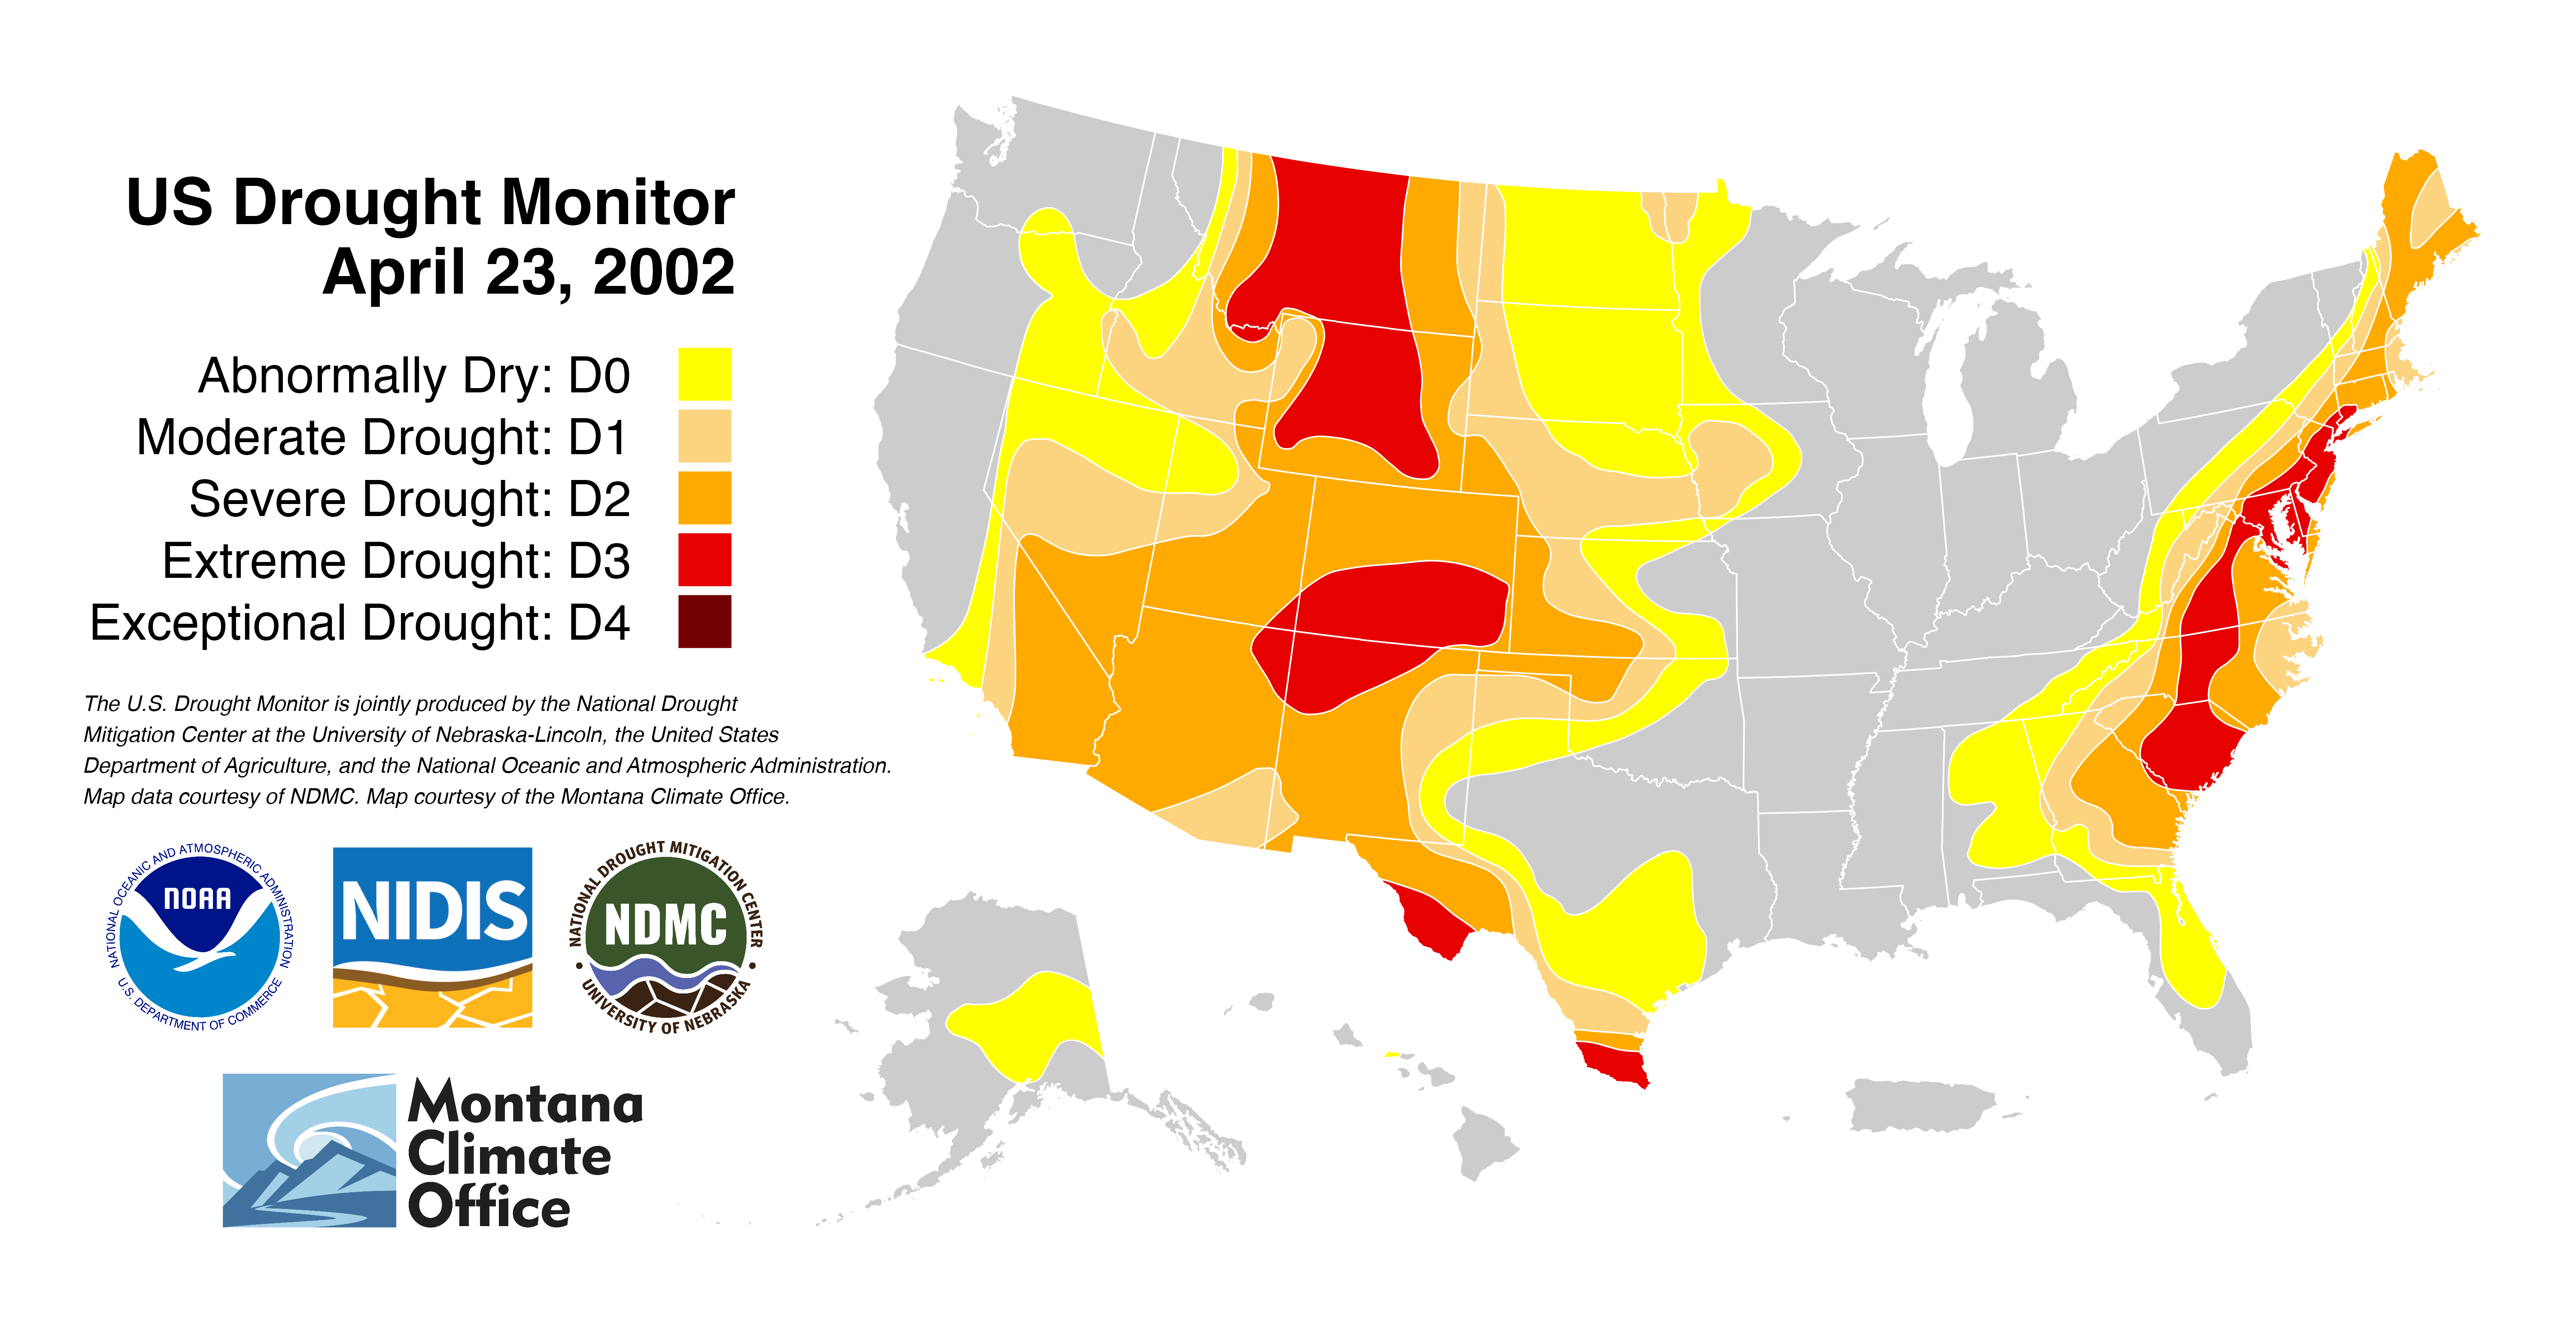 US Drought Monitor
April 23, 2002
Abnormally Dry: D0
Moderate Drought: D1
Severe Drought: D2
Extreme Drought: D3
Exceptional Drought: D4
The U.S. Drought Monitor is jointly produced by the National Drought
Mitigation Center at the University of Nebraska-Lincoln, the United States
Department of Agriculture, and the National Oceanic and Atmospheric Administration.
Map data courtesy of NDMC. Map courtesy of the Montana Climate Office.
NATIONAL OCEANIC AND ATMOSPHERIC ADMINISTRATION
NOAA
U.S. DEPARTMENT OF COMMERCE
NIDIS
NATIONAL DROUGHT MITIGATION CENTER
NDMC
UNIVERSITY OF NEBRASKA
Montana
Climate
Office